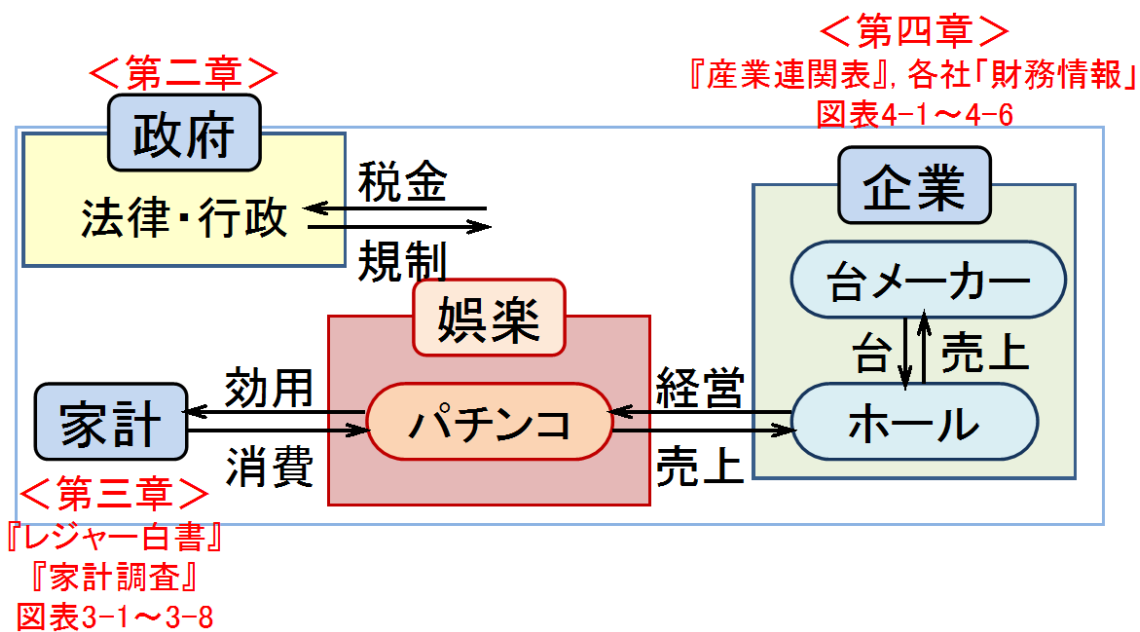 ＜第四章＞
『産業連関表』, 各社「財務情報」
図表4-1～4-6
＜第二章＞
政府
法律・行政
税金
規制
企業
台メーカー
台
売上
ホール
娯楽
パチンコ
経営
売上
効用
消費
家計
＜第三章＞
『レジャー白書』
『家計調査』
図表3-1～3-8